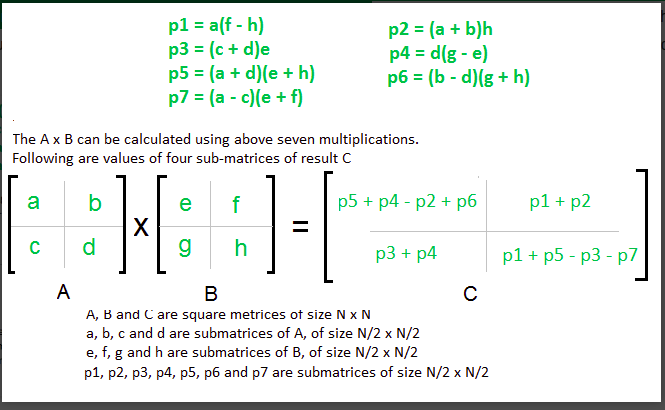 p1 = a(f - h) p2 = (a + b)h
p3 = (c + d)e p4 = d(g - e)
p5 = (a + d)(e + h) p6 = (b - d)(g + h)
p7 = (a - c)(e + f)
The A x B can be calculated using above seven multiplications.
Following are values of four sub-matrices of result C
a b e f p5 + p4 - p2 + p6 p1 + p2
X =
c d g h p3 + p4 p1 + p5 - p3 - p7
A B C
A, B and C are square metrices of size N x N
a, b, c and d are submatrices of A, of size N/2 x N/2
e, f, g and h are submatrices of B, of size N/2 x N/2
p1, p2, p3, p4, p5, p6 and p7 are submatrices of size N/2 x N/2